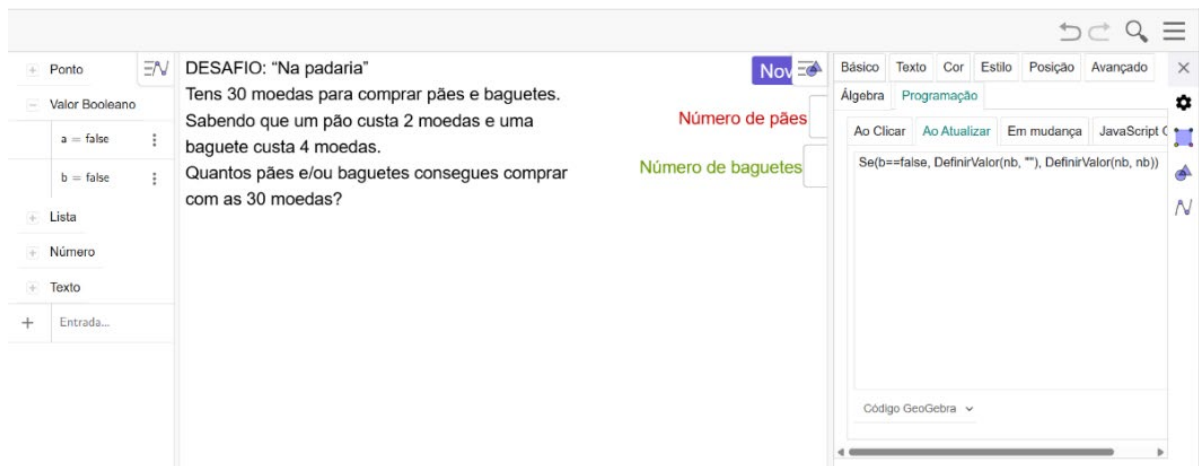 Ponto
Valor Booleano
a = false
b = false
Lista
Número
Texto
Entrada...
DESAFIO: “Na padaria”
Tens 30 moedas para comprar pães e baguetes.
Sabendo que um pão custa 2 moedas e uma
baguete custa 4 moedas.
Quantos pães e/ou baguetes consegues comprar
com as 30 moedas?
Nov
Número de pães
Número de baguetes
Básico Texto Cor Estilo Posição Avançado
Álgebra Programação
Ao Clicar Ao Atualizar Em mudança JavaScript
Se(b==false, DefinirValor(nb, ""), DefinirValor(nb, nb))
Código GeoGebra